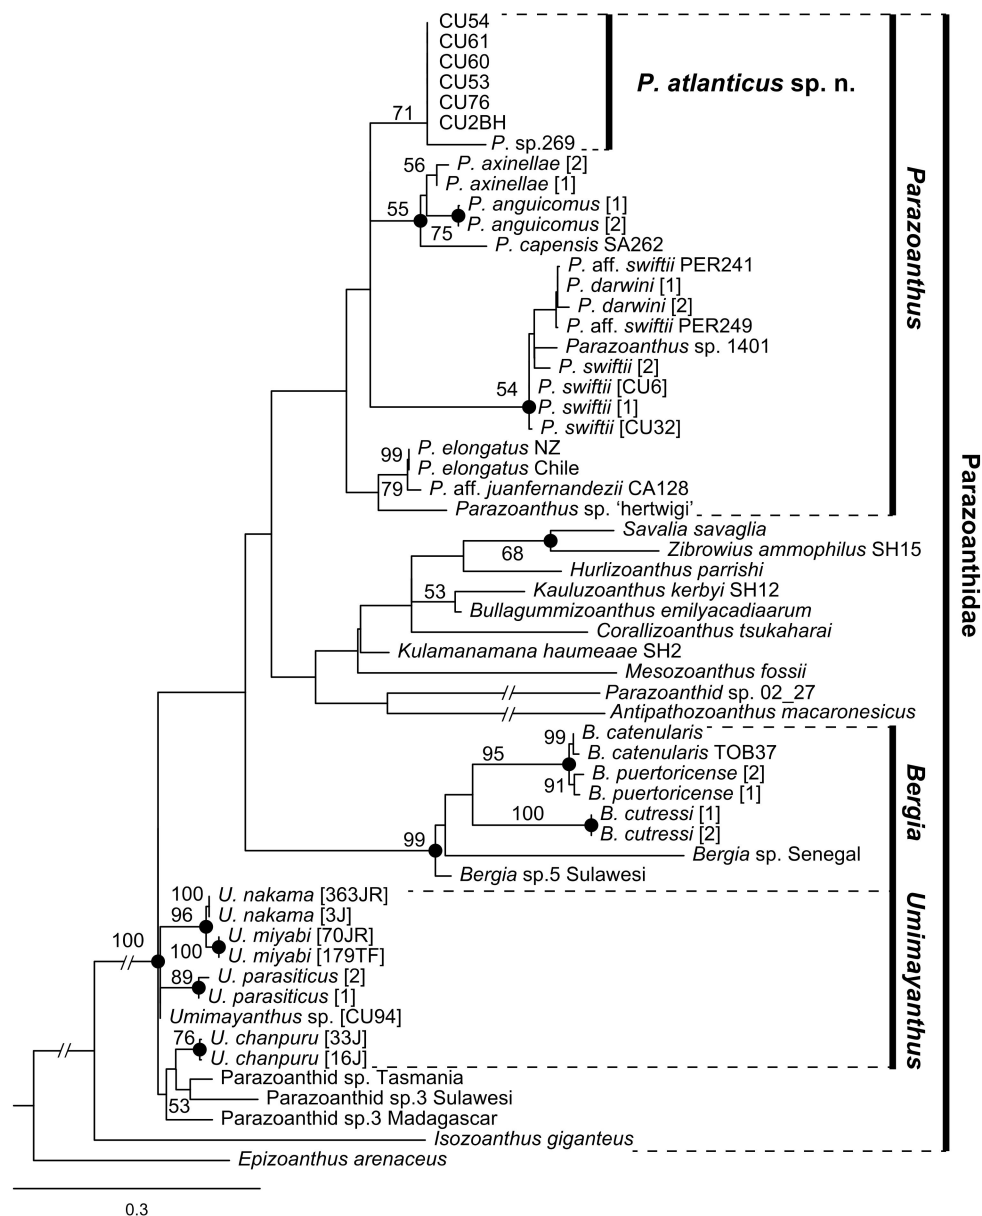 CU54
CU61
CU60
CU53
CU76
CU2BH
71
P. atlanticus sp. n.
P. sp.269
56
P. axinellae [2]
P. axinellae [1]
P. anguicomus [1]
55
P. anguicomus [2]
75
P. capensis SA262
P. aff. swiftii PER241
P. darwini [1]
P. darwini [2]
P. aff. swiftii PER249
Parazoanthus sp. 1401
P. swiftii [2]
54
P. swiftii [CU6]
P. swiftii [1]
P. swiftii [CU32]
P. elongatus NZ
99
P. elongatus Chile
79
P. aff. juanfernandezii CA128
Parazoanthus sp. ‘hertwigi’
Parazoanthus
Savalia savaglia
68
Zibrowius ammophilus SH15
Hurlizoanthus parrishi
53
Kauluzoanthus kerbyi SH12
Bullagummizoanthus emilyacadiaarum
Corallizoanthus tsukaharai
Kulamanamana haumeaae SH2
Mesozoanthus fossii
Parazoanthid sp. 02_27
Antipathozoanthus macaronesicus
Parazoanthidae
B. catenularis
99
95
B. catenularis TOB37
B. puertoricense [2]
91
B. puertoricense [1]
100
B. cutressi [1]
B. cutressi [2]
99
Bergia sp. Senegal
Bergia sp.5 Sulawesi
Bergia
100
U. nakama [363JR]
96
U. nakama [3J]
U. miyabi [70JR]
100
100
U. miyabi [179TF]
89
U. parasiticus [2]
U. parasiticus [1]
Umimayanthus sp. [CU94]
76
U. chanpuru [33J]
U. chanpuru [16J]
Umimayanthus
Parazoanthid sp. Tasmania
53
Parazoanthid sp.3 Sulawesi
Parazoanthid sp.3 Madagascar
Isozoanthus giganteus
Epizoanthus arenaceus
0.3